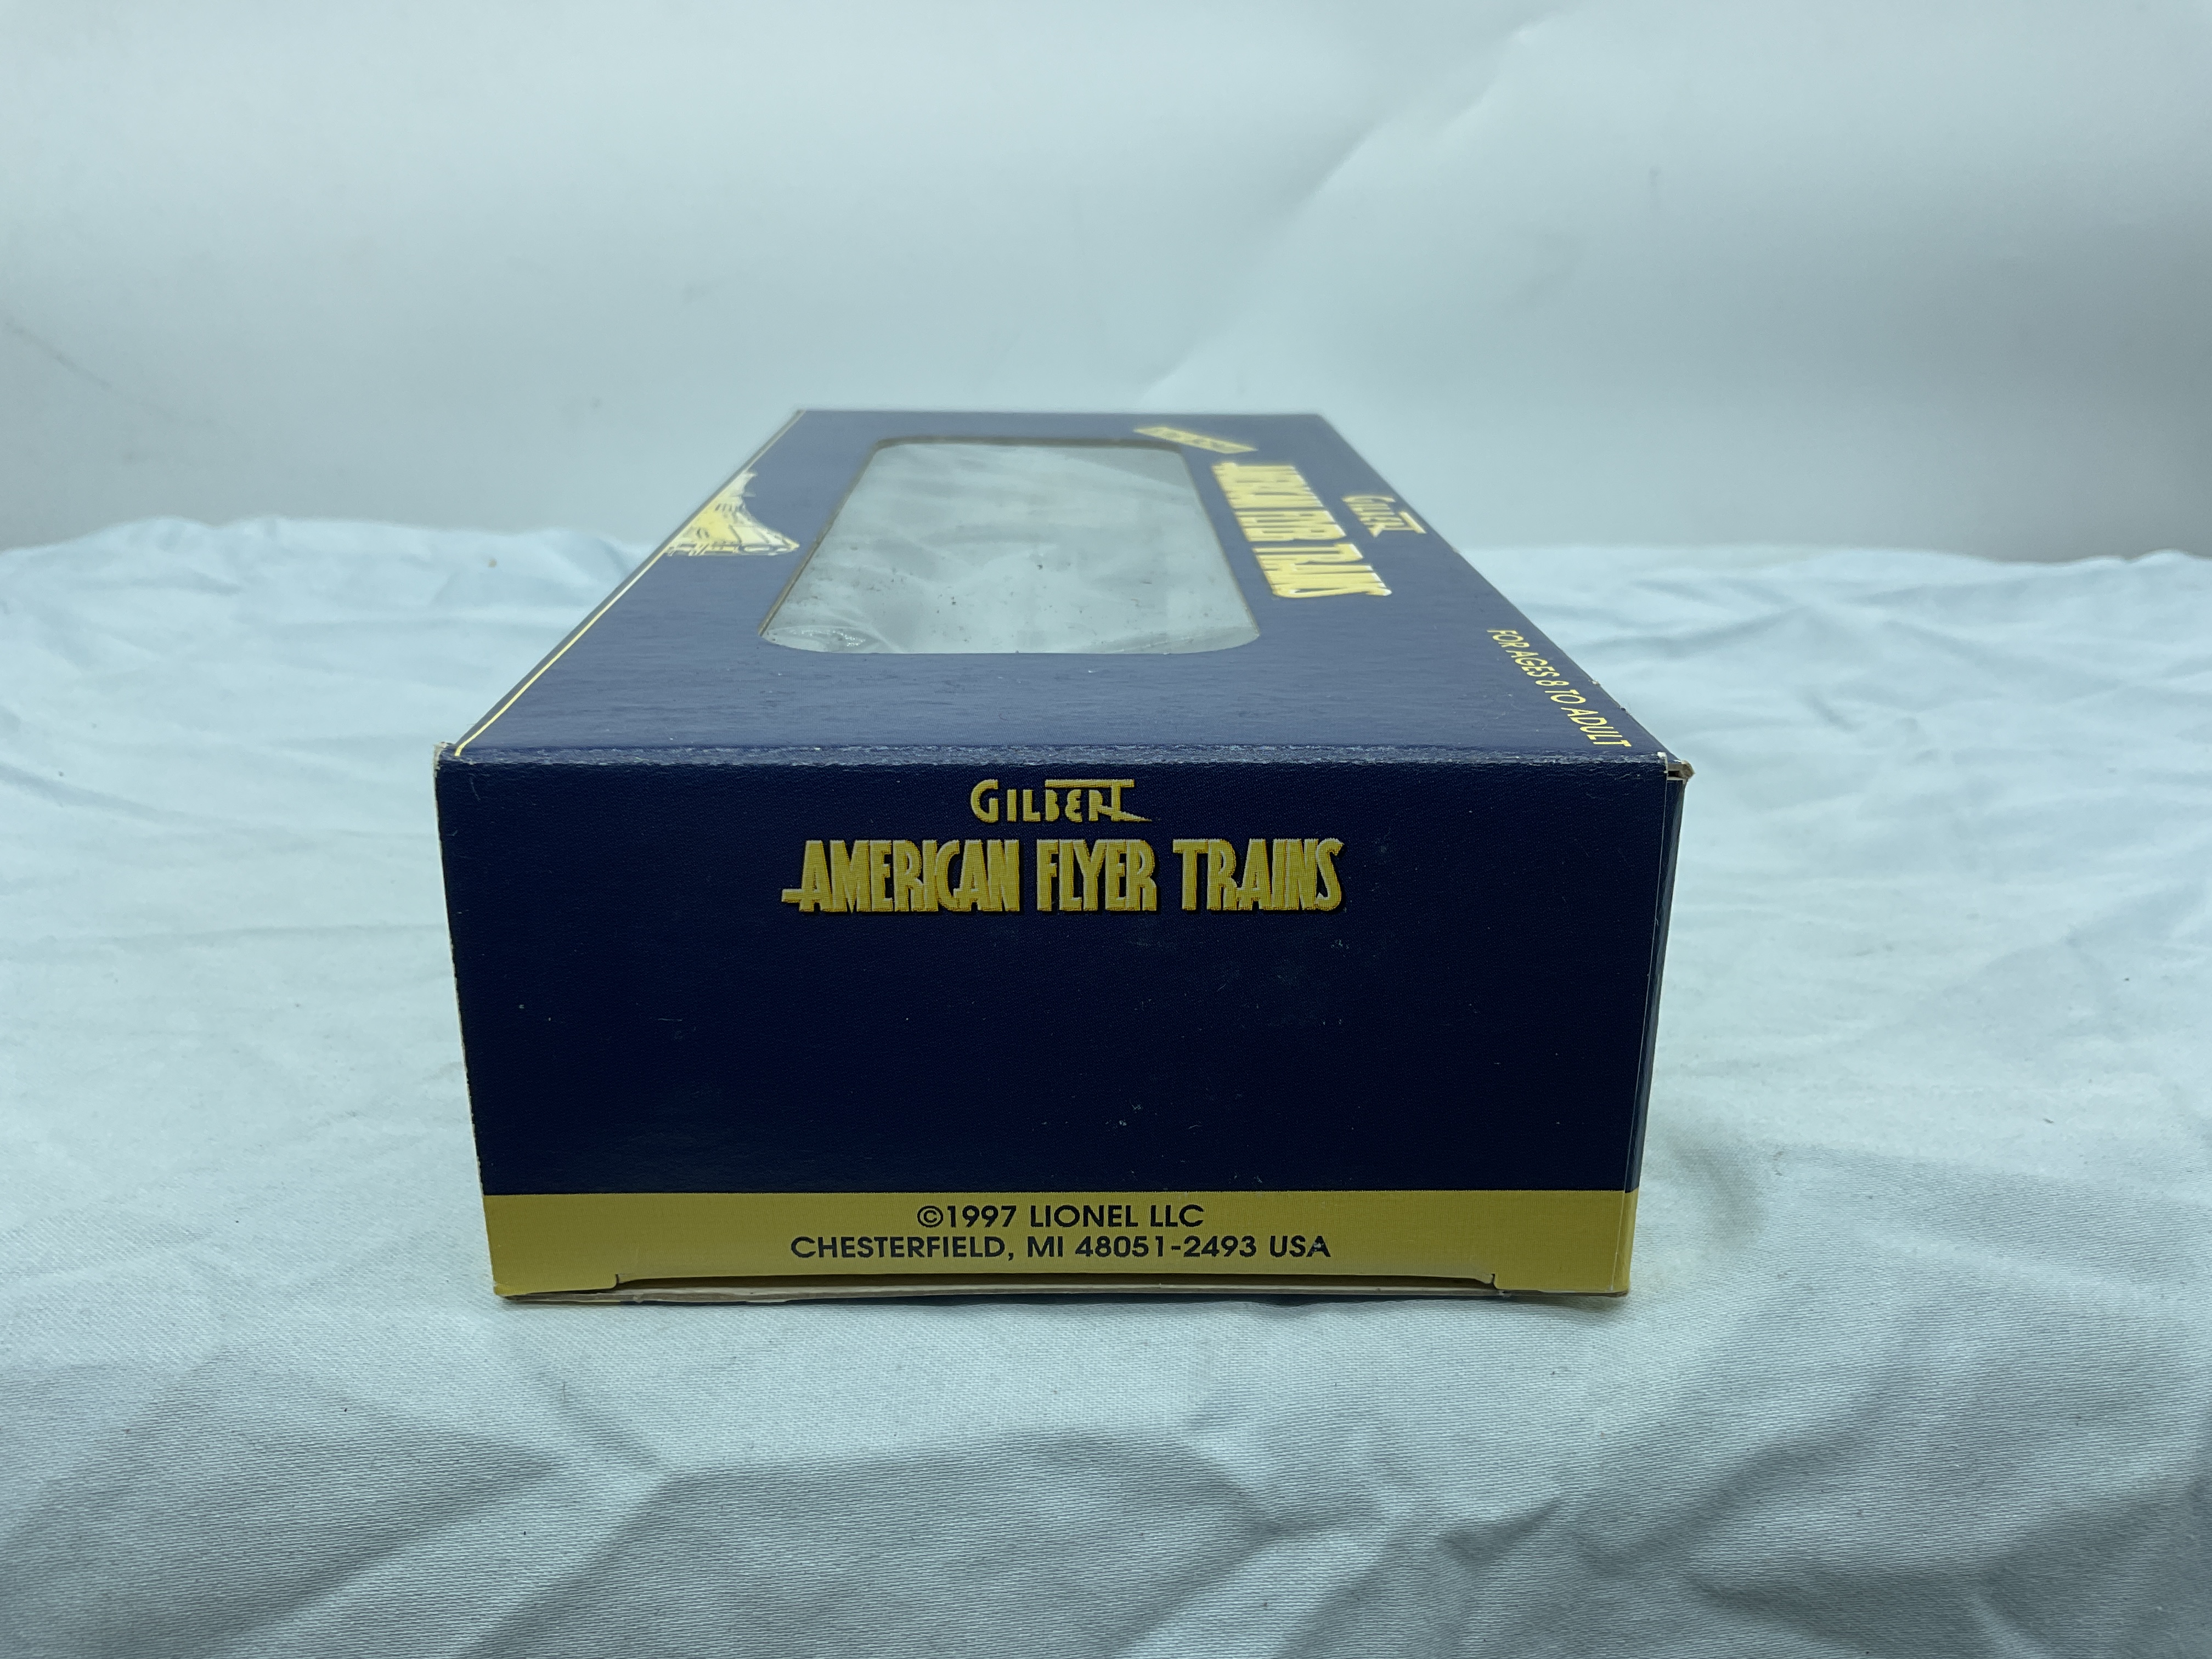 GILBERT
AMERICAN FLYER TRAINS
FOR AGES 8 TO ADULT
GILBERT
AMERICAN FLYER TRAINS
©1997 LIONEL LLC
CHESTERFIELD, MI 48051-2493 USA